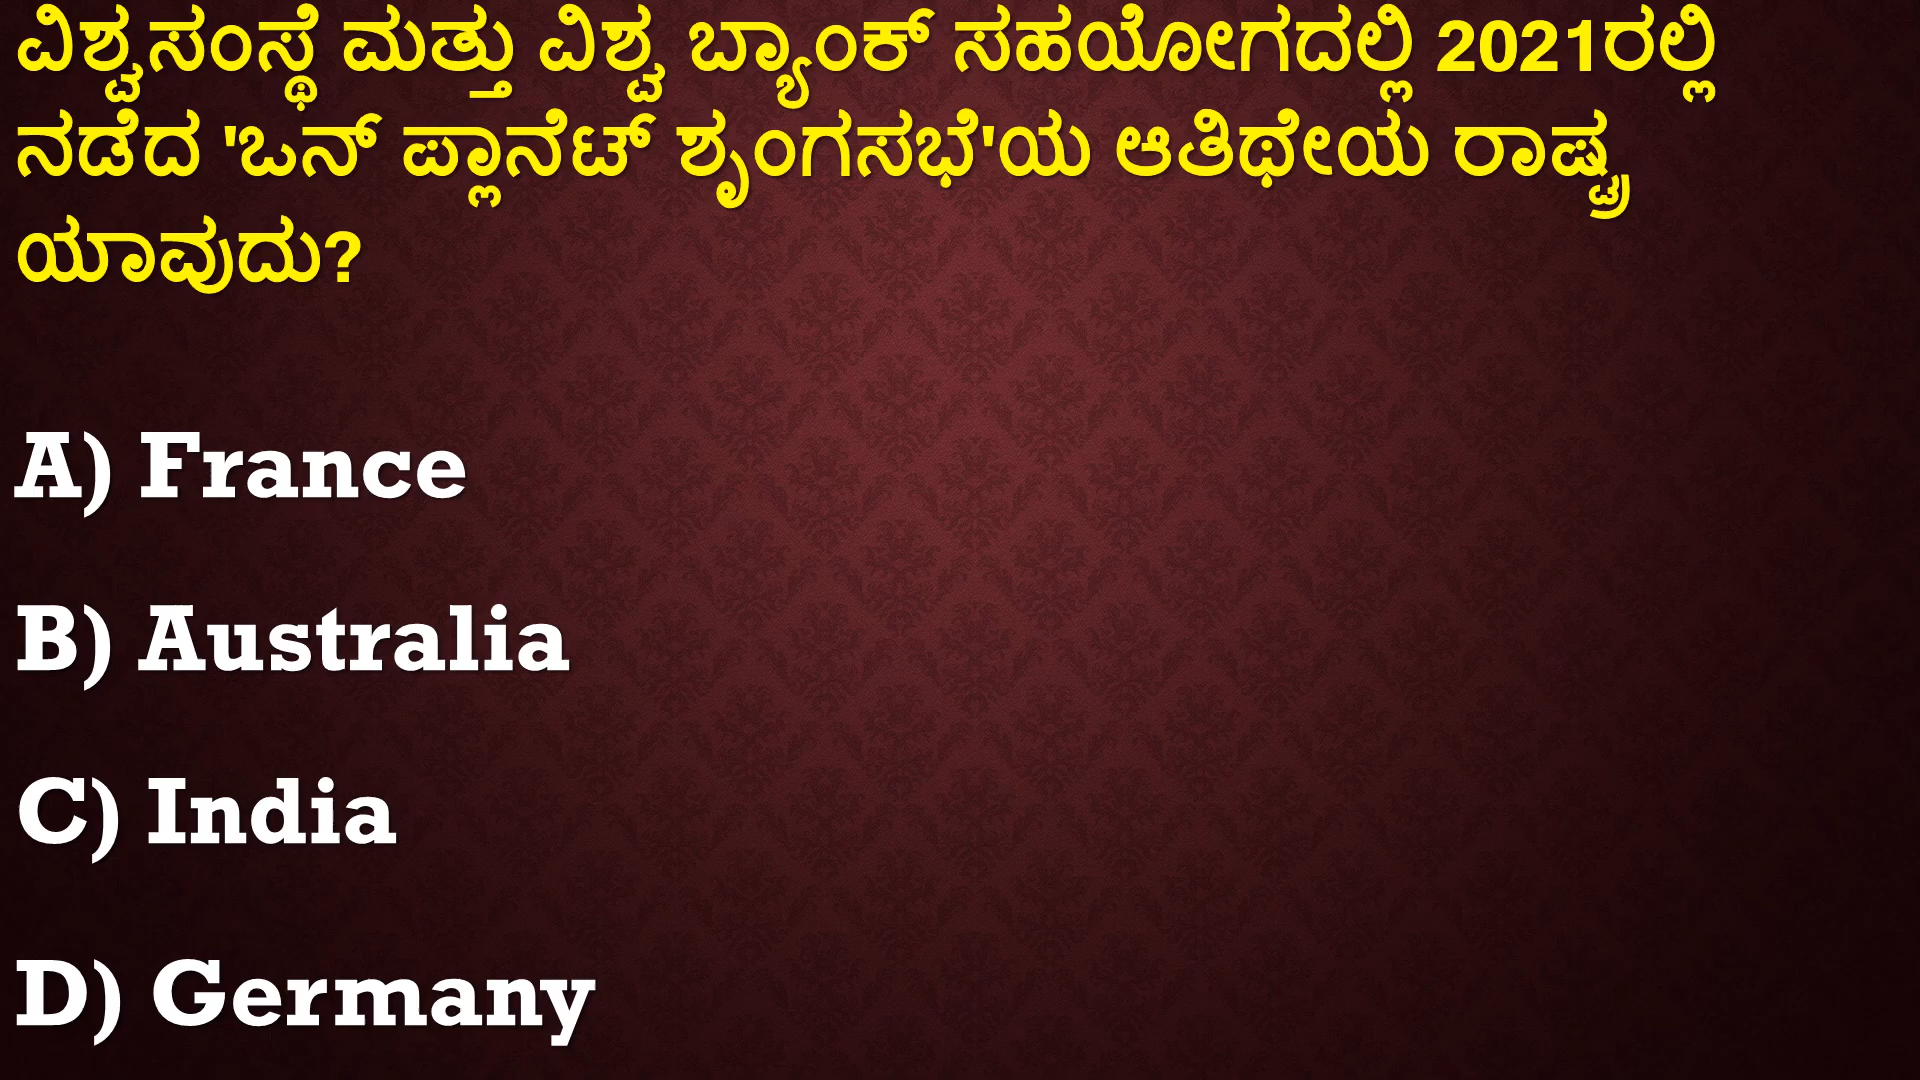 ವಿಶ್ವಸಂಸ್ಥೆ ಮತ್ತು ವಿಶ್ವ ಬ್ಯಾಂಕ್ ಸಹಯೋಗದಲ್ಲಿ 2021ರಲ್ಲಿ
ನಡೆದ 'ಒನ್ ಪ್ಲಾನೆಟ್ ಶೃಂಗಸಭೆ'ಯ ಆತಿಥೇಯ ರಾಷ್ಟ್ರ
ಯಾವುದು?
A) France
B) Australia
C) India
D) Germany